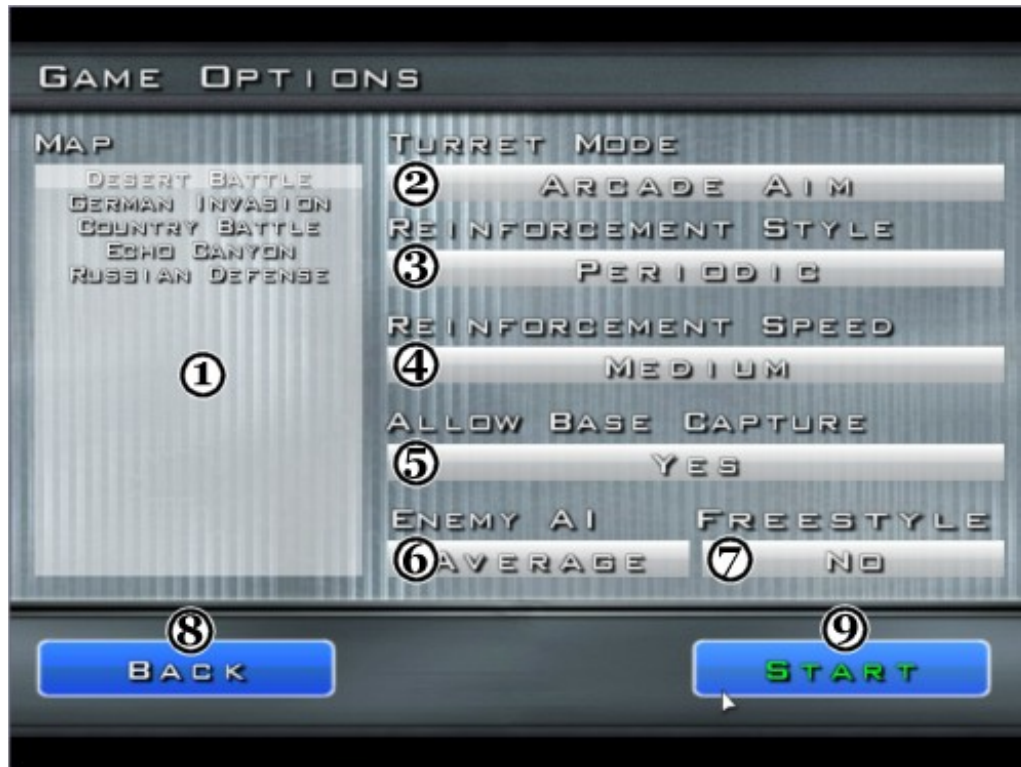 Game Options
Map
Desert Battle
German Invasion
Country Battle
Echo Canyon
Russian Defense
1
Turret Mode
2 Arcade Aim
Reinforcement Style
3 Periodic
Reinforcement Speed
4 Medium
Allow Base Capture
5 Yes
Enemy AI Freestyle
6 Average 7 No
8 9
Back Start